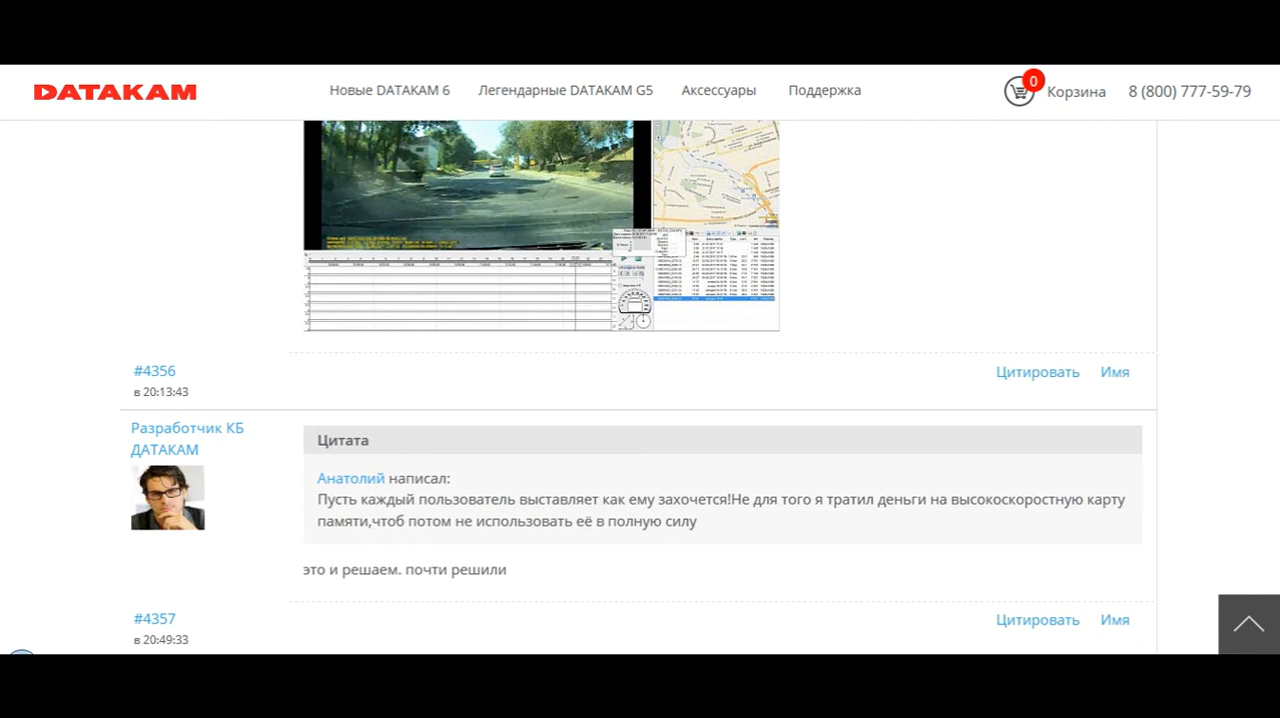 DATAKAM
Новые DATAKAM 6
Легендарные DATAKAM G5
Аксессуары
Поддержка
0
Корзина
8 (800) 777-59-79
#4356
в 20:13:43
Цитировать
Имя
Разработчик КБ
ДАТАКАМ
Цитата
Анатолий написал:
Пусть каждый пользователь выставляет как ему захочется!Не для того я тратил деньги на высокоскоростную карту
памяти,чтоб потом не использовать её в полную силу
это и решаем. почти решили
#4357
в 20:49:33
Цитировать
Имя